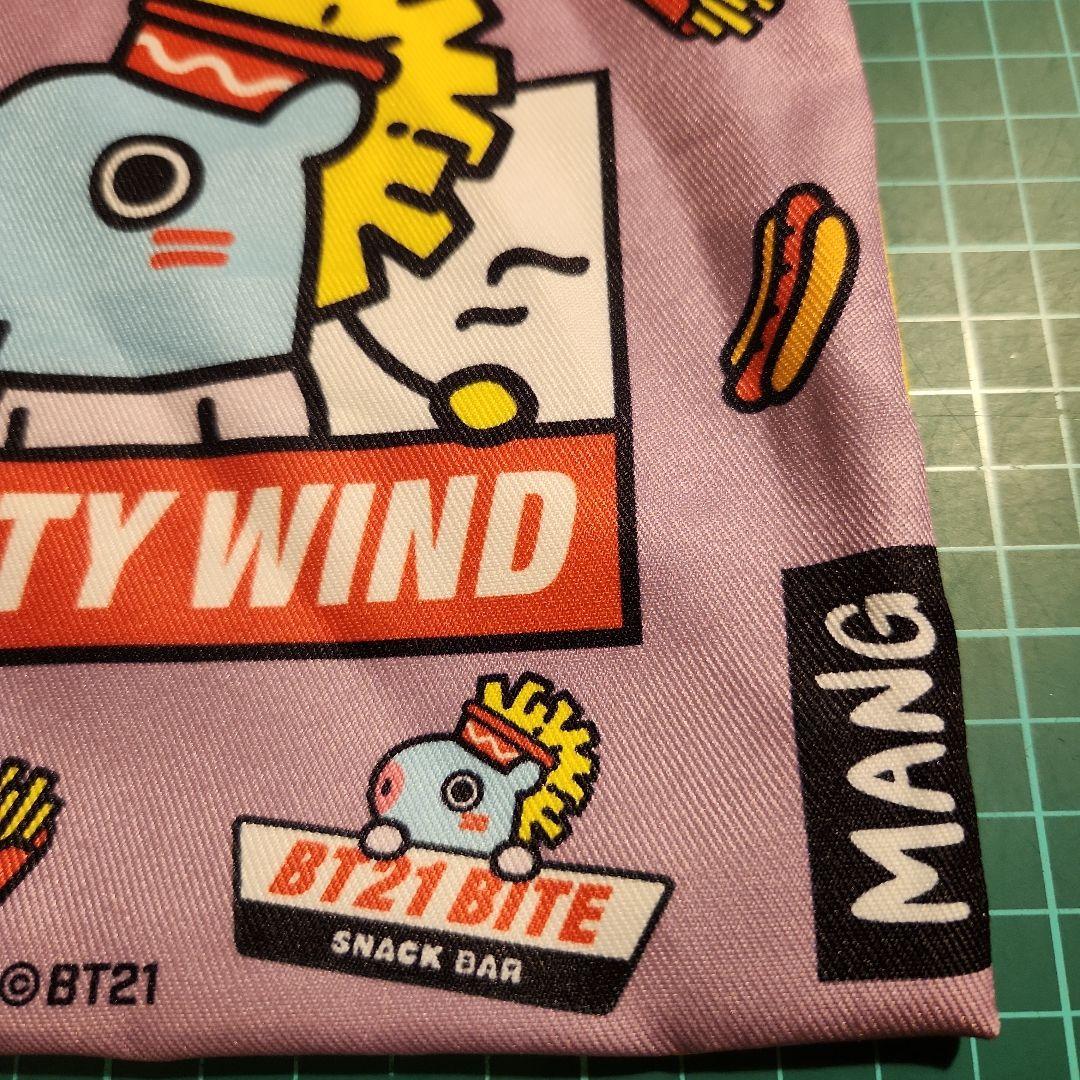 TY WIND
MANG
BT21 BITE
SNACK BAR
©BT21